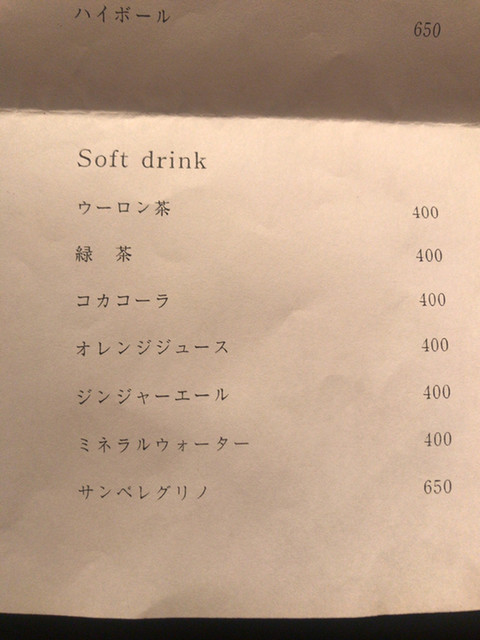 ハイボール 650
Soft drink
ウーロン茶 400
緑　茶 400
コカコーラ 400
オレンジジュース 400
ジンジャーエール 400
ミネラルウォーター 400
サンペレグリノ 650